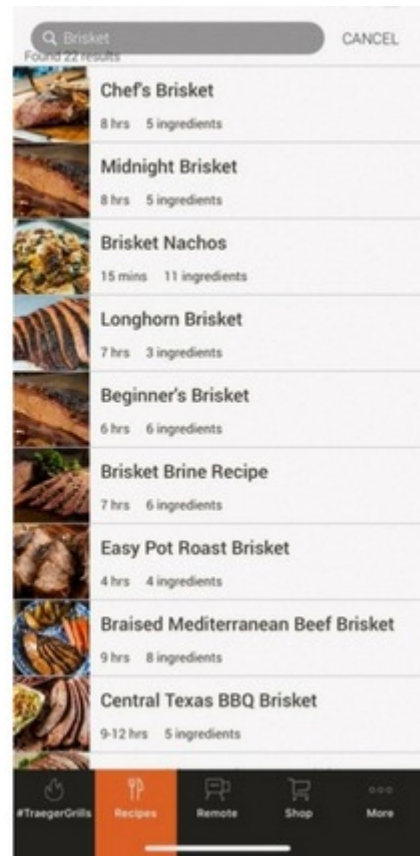 Brisket
CANCEL
Found 22 results
Chef's Brisket
8 hrs 5 ingredients
Midnight Brisket
8 hrs 5 ingredients
Brisket Nachos
15 mins 11 ingredients
Longhorn Brisket
7 hrs 3 ingredients
Beginner's Brisket
6 hrs 6 ingredients
Brisket Brine Recipe
7 hrs 6 ingredients
Easy Pot Roast Brisket
4 hrs 4 ingredients
Braised Mediterranean Beef Brisket
9 hrs 8 ingredients
Central Texas BBQ Brisket
9-12 hrs 5 ingredients
#TraegerGrills Recipes Remote Shop More